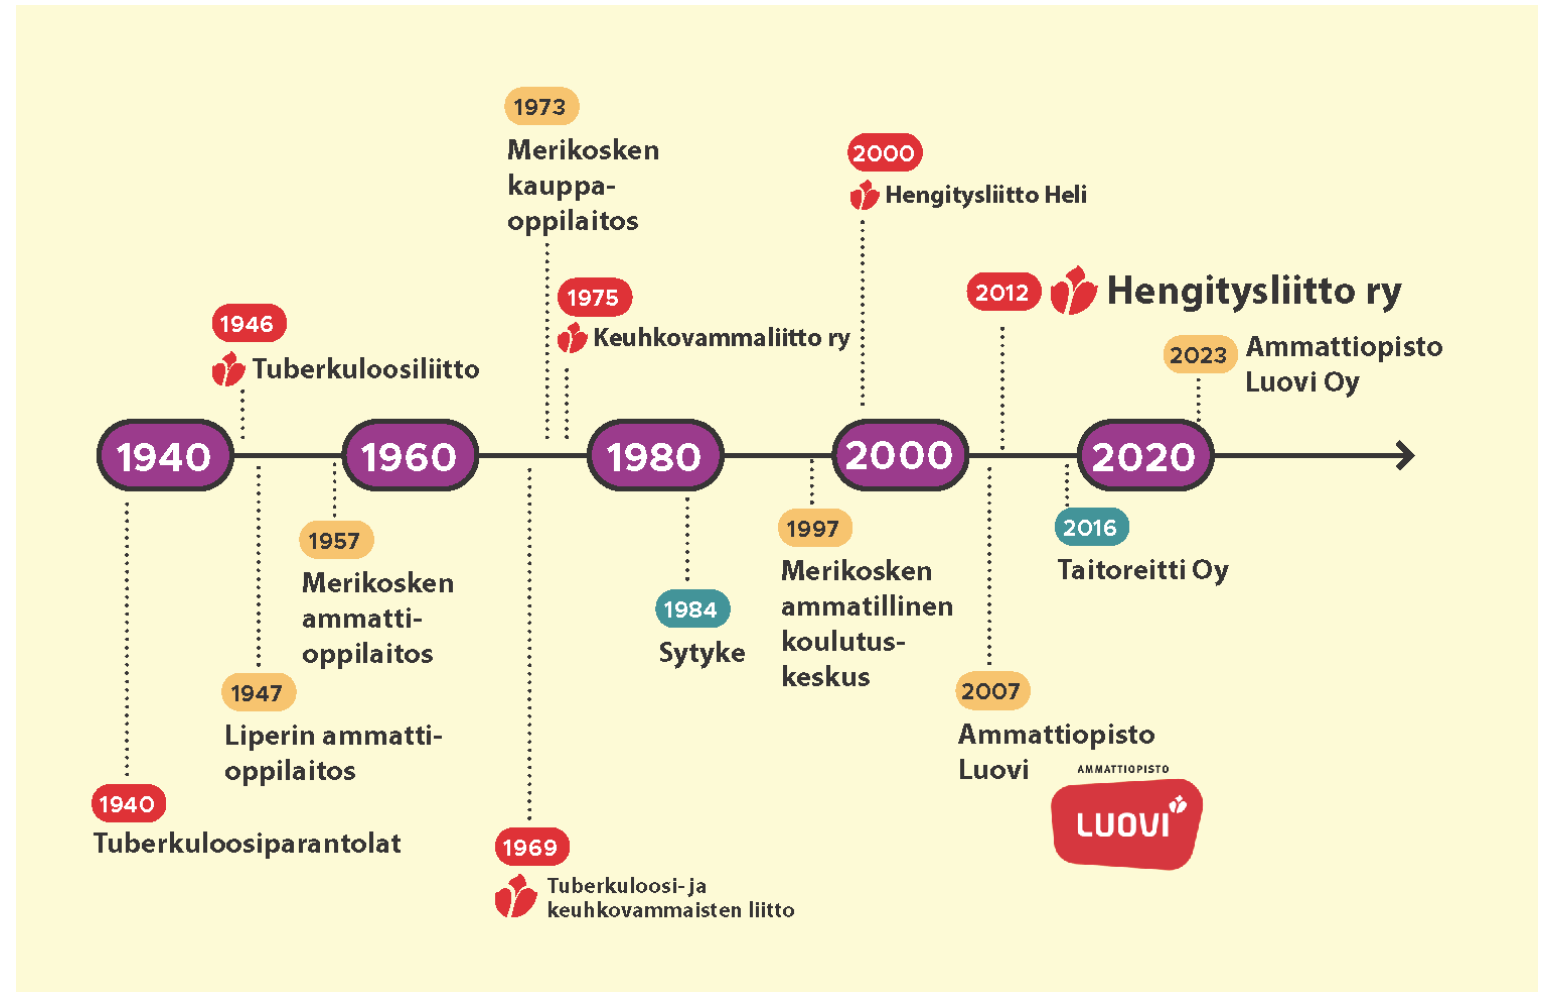 1973
Merikosken
kauppa-
oppilaitos
2000
Hengitysliitto Heli
1946
Tuberkuloosiliitto
1975
Keuhkovammaliitto ry
2012
Hengitysliitto ry
2023
Ammattiopisto
Luovi Oy
1940 1960 1980 2000 2020
1957
Merikosken
ammatti-
oppilaitos
1947
Liperin ammatti-
oppilaitos
1940
Tuberkuloosiparantolat
1969
Tuberkuloosi- ja
keuhkovammaisten liitto
1984
Sytyke
1997
Merikosken
ammatillinen
koulutus-
keskus
2007
Ammattiopisto
Luovi
AMMATTIOPISTO
LUOVI
2016
Taitoreitti Oy